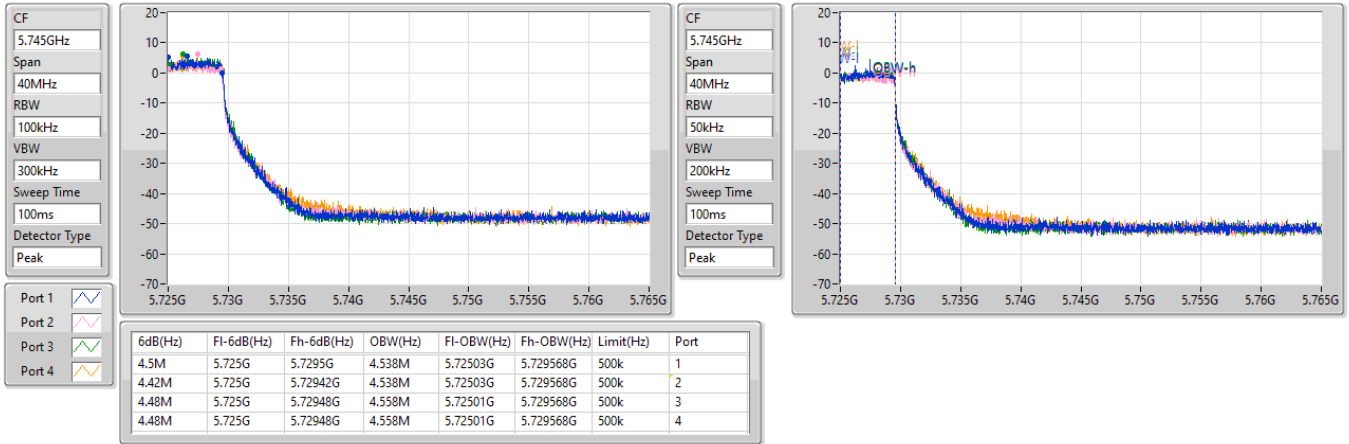 CF
5.745GHz
Span
40MHz
RBW
100kHz
VBW
300kHz
Sweep Time
100ms
Detector Type
Peak
20
10
0
-10
-20
-30
-40
-50
-60
-70
5.725G 5.73G 5.735G 5.74G 5.745G 5.75G 5.755G 5.76G 5.765G
CF
5.745GHz
Span
40MHz
RBW
50kHz
VBW
200kHz
Sweep Time
100ms
Detector Type
Peak
20
10
0
-10
-20
-30
-40
-50
-60
-70
OBW-h
5.725G 5.73G 5.735G 5.74G 5.745G 5.75G 5.755G 5.76G 5.765G
Port 1
Port 2
Port 3
Port 4
6dB(Hz) Fl-6dB(Hz) Fh-6dB(Hz) OBW(Hz) Fl-OBW(Hz) Fh-OBW(Hz) Limit(Hz) Port
4.5M 5.725G 5.7295G 4.538M 5.72503G 5.729568G 500k 1
4.42M 5.725G 5.72942G 4.538M 5.72503G 5.729568G 500k 2
4.48M 5.725G 5.72948G 4.558M 5.72501G 5.729568G 500k 3
4.48M 5.725G 5.72948G 4.558M 5.72501G 5.729568G 500k 4